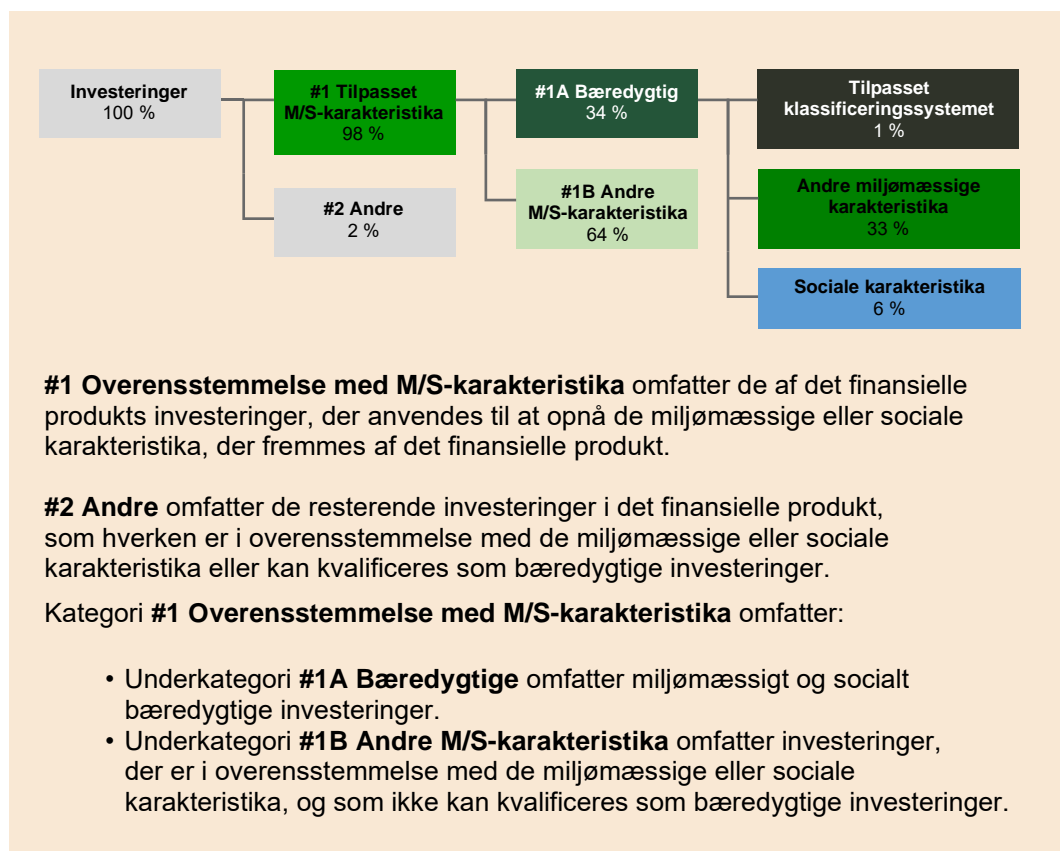 Investeringer
100 %
#1 Tilpasset
M/S-karakteristika
98 %
#2 Andre
2 %
#1A Bæredygtig
34 %
#1B Andre
M/S-karakteristika
64 %
Tilpasset
klassificeringssystemet
1 %
Andre miljømæssige
karakteristika
33 %
Sociale karakteristika
6 %
#1 Overensstemmelse med M/S-karakteristika omfatter de af det finansielle
produkts investeringer, der anvendes til at opnå de miljømæssige eller sociale
karakteristika, der fremmes af det finansielle produkt.
#2 Andre omfatter de resterende investeringer i det finansielle produkt,
som hverken er i overensstemmelse med de miljømæssige eller sociale
karakteristika eller kan kvalificeres som bæredygtige investeringer.
Kategori #1 Overensstemmelse med M/S-karakteristika omfatter:
• Underkategori #1A Bæredygtige omfatter miljømæssigt og socialt
bæredygtige investeringer.
• Underkategori #1B Andre M/S-karakteristika omfatter investeringer,
der er i overensstemmelse med de miljømæssige eller sociale
karakteristika, og som ikke kan kvalificeres som bæredygtige investeringer.